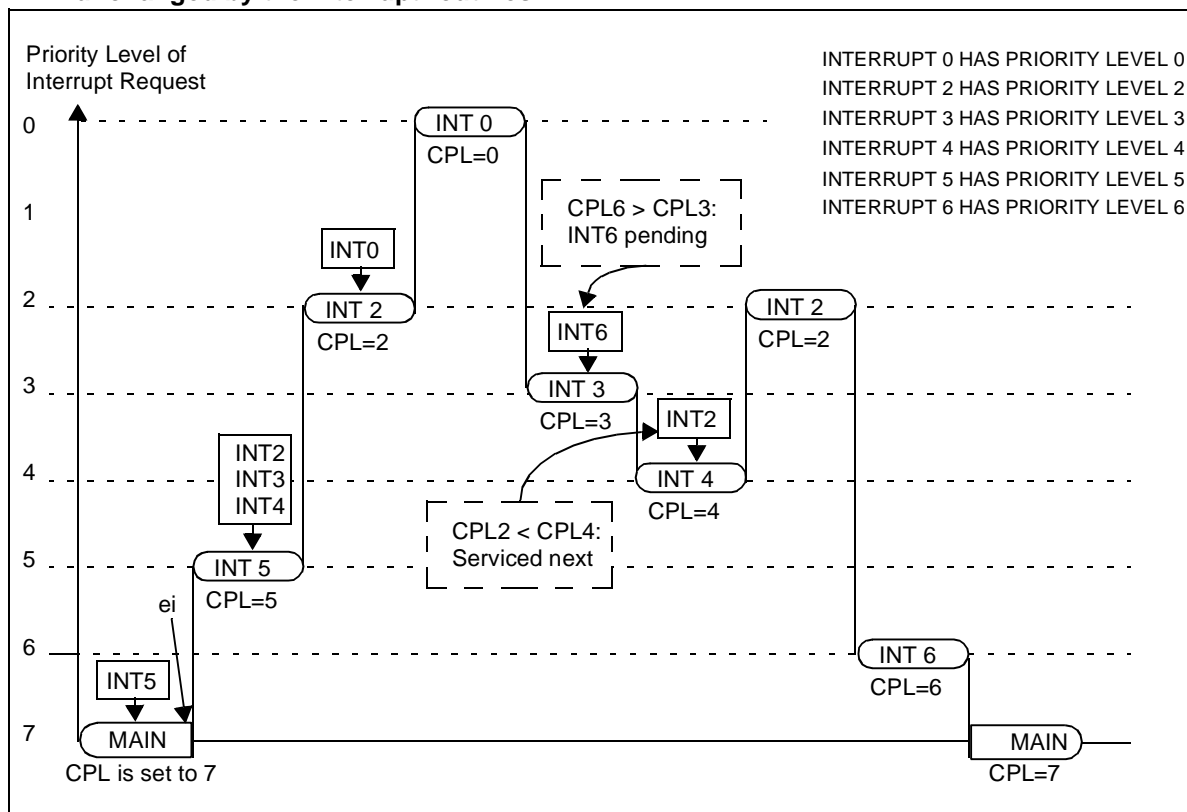 Priority Level of
Interrupt Request
INTERRUPT 0 HAS PRIORITY LEVEL 0
INTERRUPT 2 HAS PRIORITY LEVEL 2
INTERRUPT 3 HAS PRIORITY LEVEL 3
INTERRUPT 4 HAS PRIORITY LEVEL 4
INTERRUPT 5 HAS PRIORITY LEVEL 5
INTERRUPT 6 HAS PRIORITY LEVEL 6
0
INT 0
CPL=0
1
CPL6 > CPL3:
INT6 pending
INT0
2
INT 2
CPL=2
INT 2
CPL=2
INT6
3
INT 3
CPL=3
INT2
INT2
INT3
INT4
4
INT 4
CPL=4
CPL2 < CPL4:
Serviced next
5
INT 5
CPL=5
ei
6
INT 6
CPL=6
INT5
7
MAIN
CPL is set to 7
MAIN
CPL=7